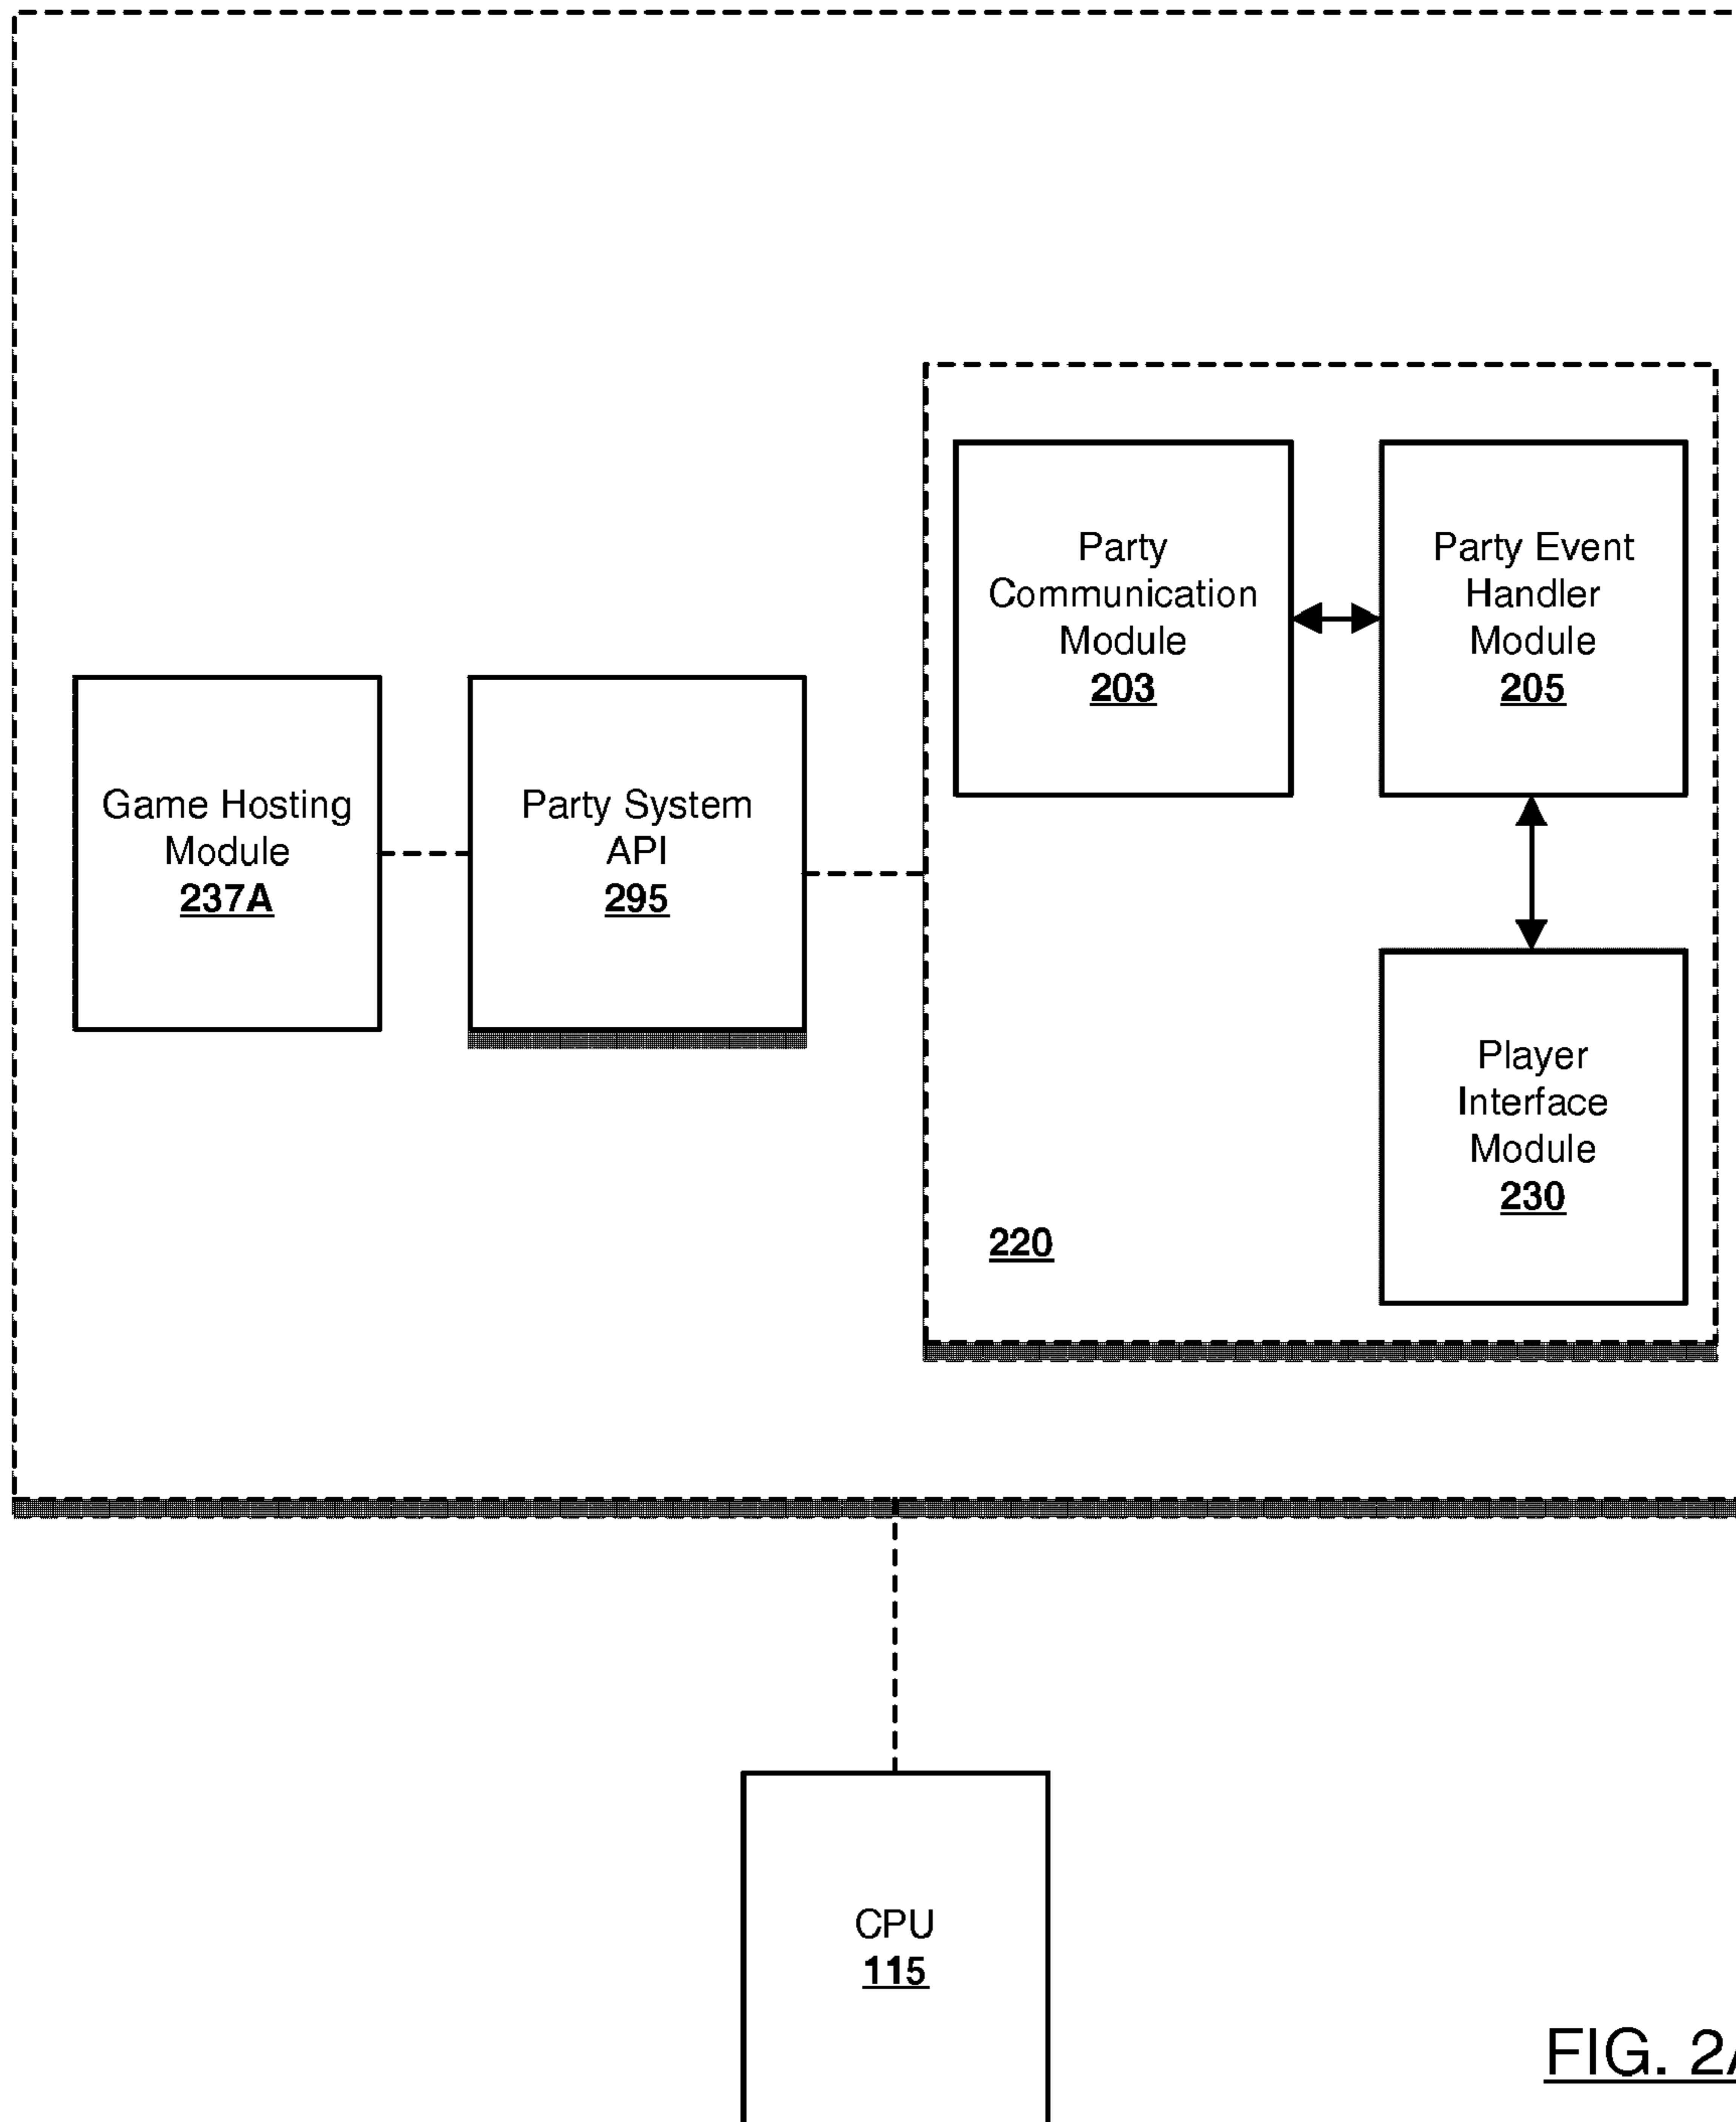 Party
Communication
Module
203
Party Event
Handler
Module
205
Game Hosting
Module
237A
Party System
API
295
Player
Interface
Module
230
220
CPU
115
FIG. 2A